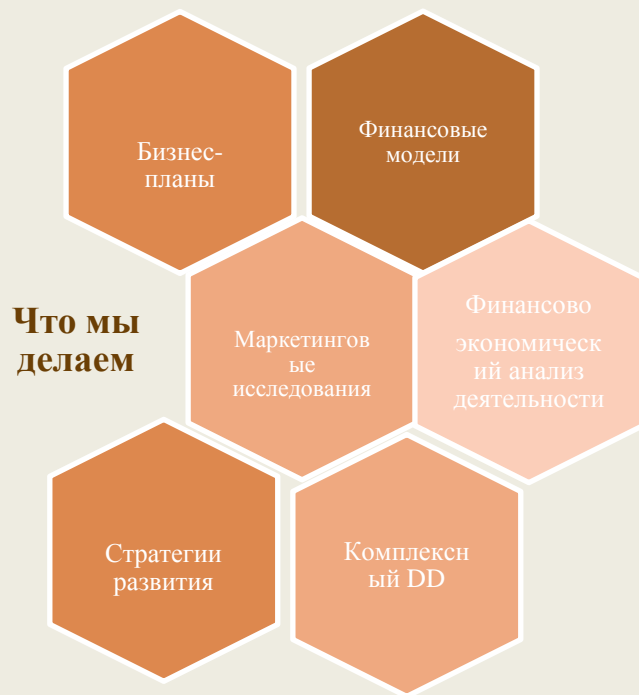 Бизнес-
планы
Финансовые
модели
Что мы
делаем
Маркетингов
ые
исследования
Финансово
экономическ
ий анализ
деятельности
Стратегии
развития
Комплексн
ый DD